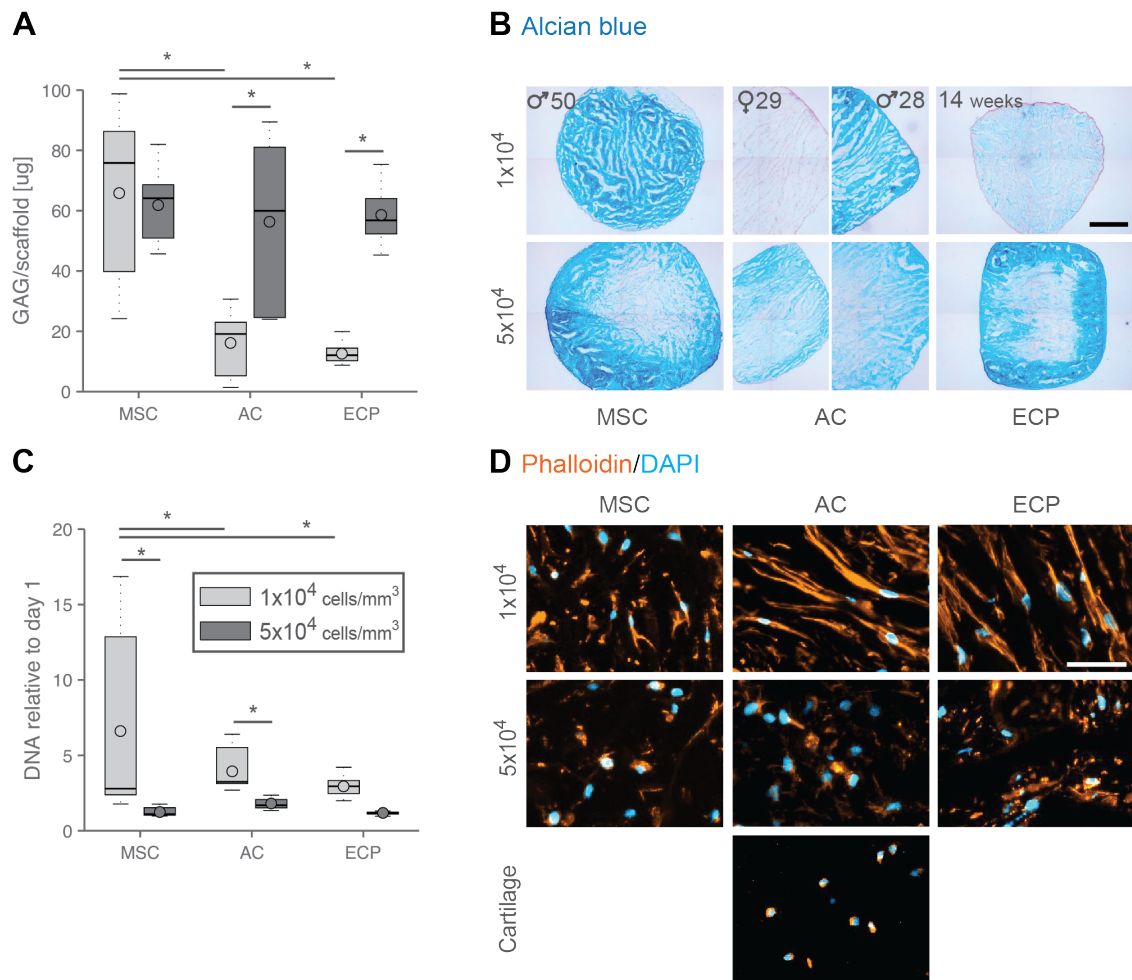 A
*
*
*
*
GAG/scaffold [ug]
100
80
60
40
20
0
MSC AC ECP
B Alcian blue
♂50 ♀29 ♂28 14 weeks
1x10⁴
5x10⁴
MSC AC ECP
C
*
*
*
*
DNA relative to day 1
20
15
10
5
0
1x10⁴ cells/mm³
5x10⁴ cells/mm³
MSC AC ECP
D Phalloidin/DAPI
MSC AC ECP
1x10⁴
5x10⁴
Cartilage